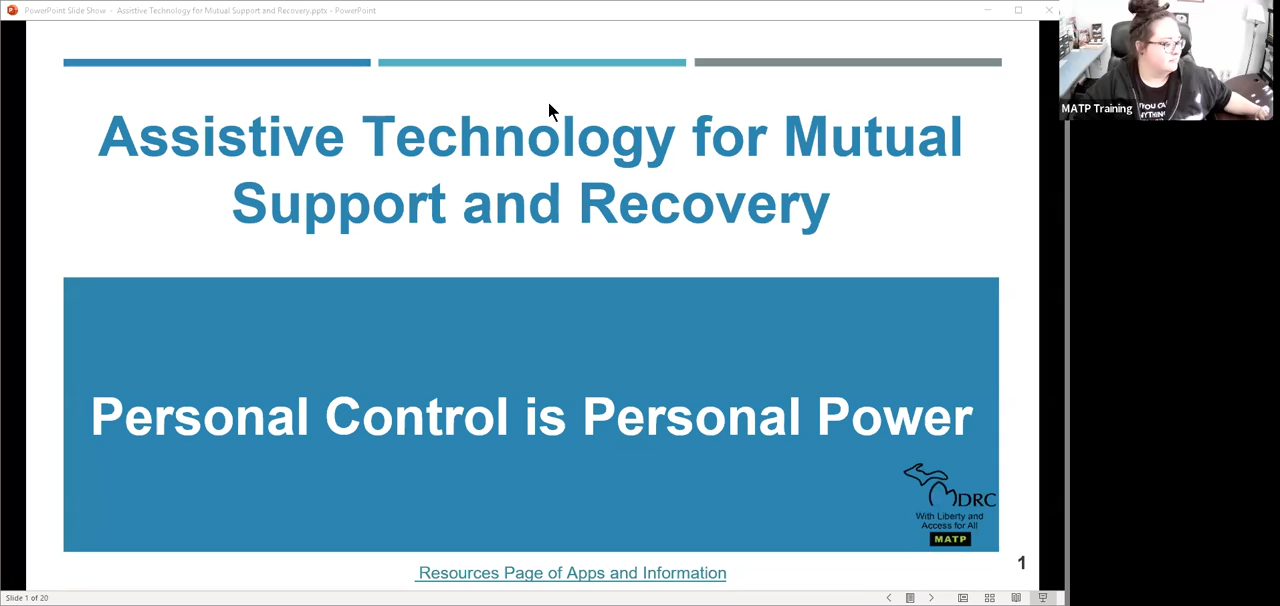 PowerPoint Slide Show - Assistive Technology for Mutual Support and Recovery.pptx - PowerPoint
MATP Training
YOU CAN
Assistive Technology for Mutual
Support and Recovery
Personal Control is Personal Power
MDRC
With Liberty and
Access for All
MATP
Resources Page of Apps and Information
1
Slide 1 of 20